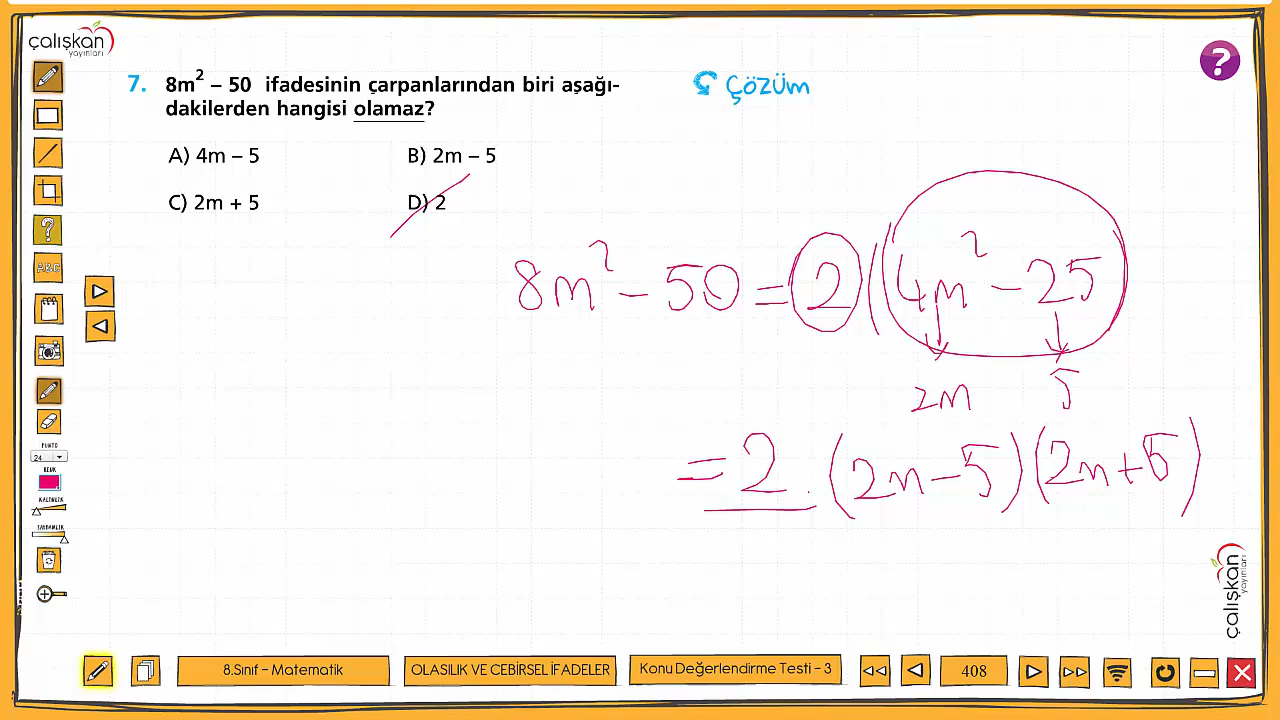 çalışkan
yayınları
7. 8m² – 50 ifadesinin çarpanlarından biri aşağı-
dakilerden hangisi olamaz?
A) 4m – 5
B) 2m – 5
C) 2m + 5
D) 2
Çözüm
?
8m² – 50 = 2 (4m² – 25
2m 5
= 2 . (2m – 5) (2m + 5)
?
ABC
PUNTO
24
RENK
KALINLIK
SAYDAMLIK
çalışkan
yayınları
8.Sınıf – Matematik
OLASILIK VE CEBİRSEL İFADELER
Konu Değerlendirme Testi – 3
408